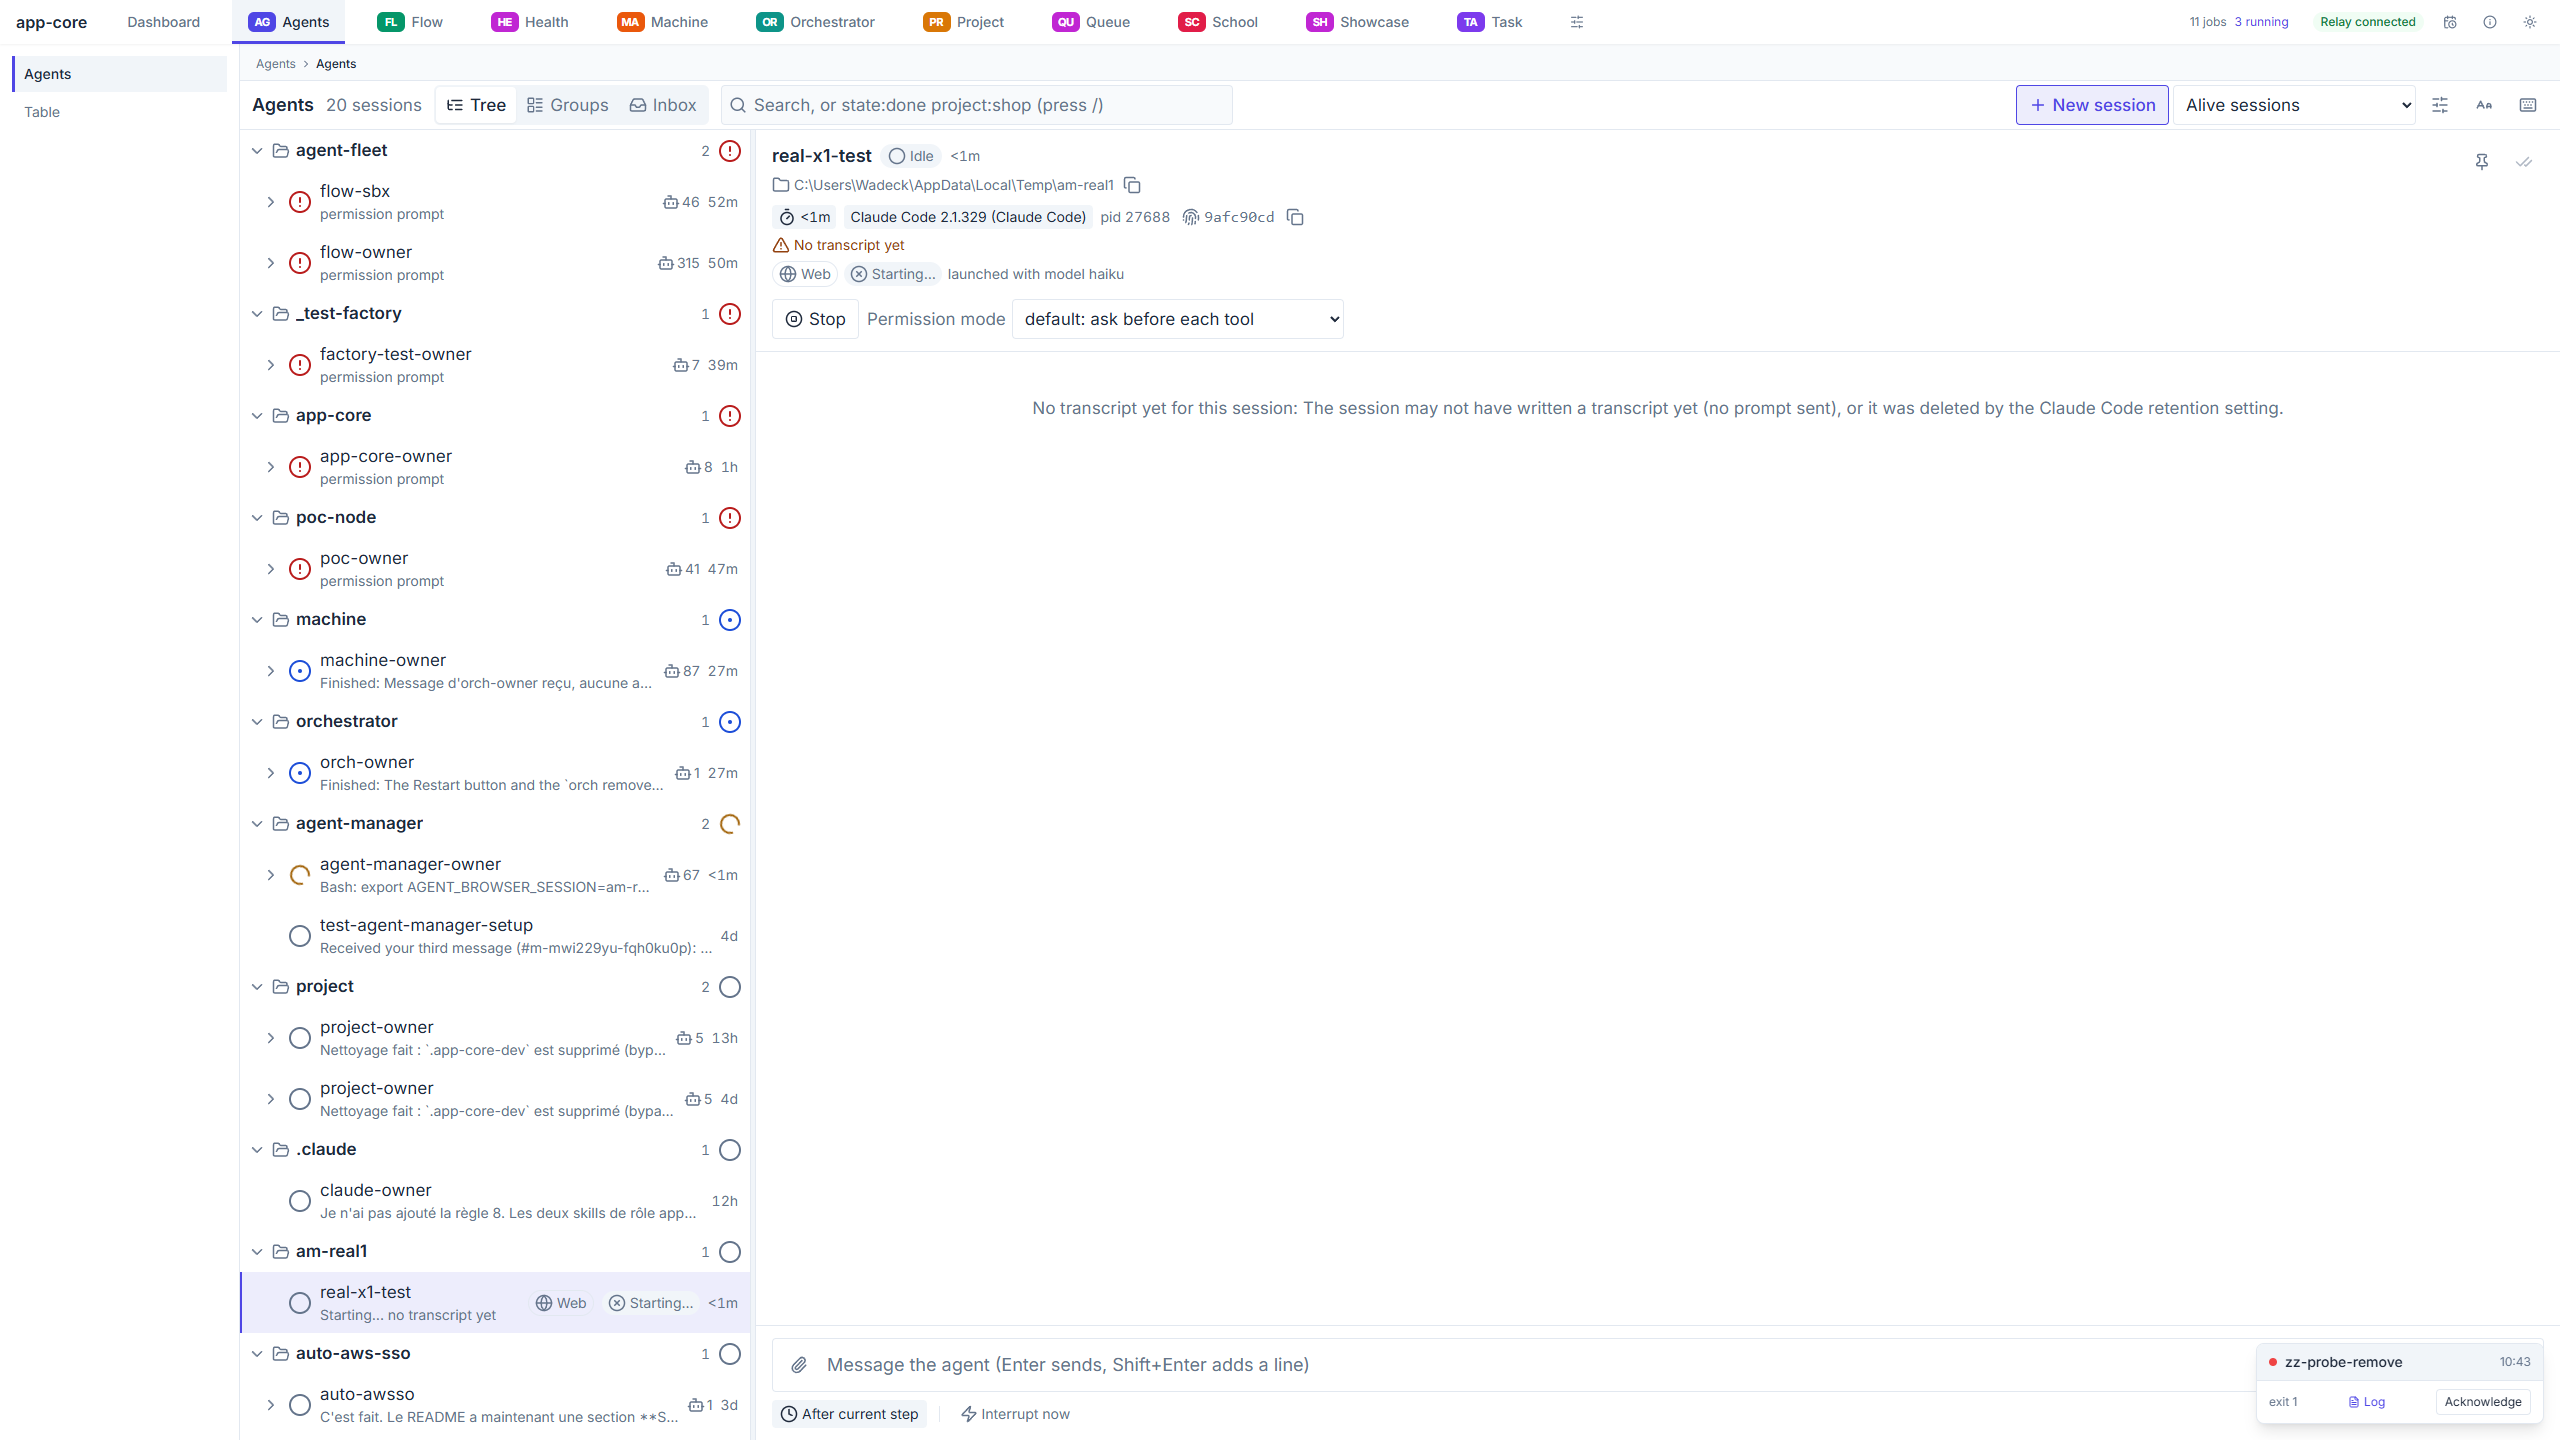 app-core Dashboard AG Agents FL Flow HE Health MA Machine OR Orchestrator PR Project QU Queue SC School SH Showcase TA Task 11 jobs 3 running Relay connected
Agents
Table
Agents > Agents
Agents 20 sessions Tree Groups Inbox Search, or state:done project:shop (press /) + New session Alive sessions AA
agent-fleet 2
flow-sbx
permission prompt
46 52m
flow-owner
permission prompt
315 50m
_test-factory 1
factory-test-owner
permission prompt
7 39m
app-core 1
app-core-owner
permission prompt
8 1h
poc-node 1
poc-owner
permission prompt
41 47m
machine 1
machine-owner
Finished: Message d'orch-owner reçu, aucune a...
87 27m
orchestrator 1
orch-owner
Finished: The Restart button and the `orch remove...
1 27m
agent-manager 2
agent-manager-owner
Bash: export AGENT_BROWSER_SESSION=am-r...
67 <1m
test-agent-manager-setup
Received your third message (#m-mwi229yu-fqh0ku0p): ...
4d
project 2
project-owner
Nettoyage fait : `.app-core-dev` est supprimé (byp...
5 13h
project-owner
Nettoyage fait : `.app-core-dev` est supprimé (bypa...
5 4d
.claude 1
claude-owner
Je n'ai pas ajouté la règle 8. Les deux skills de rôle app...
12h
am-real1 1
real-x1-test
Starting... no transcript yet
Web Starting... <1m
auto-aws-sso 1
auto-awsso
C'est fait. Le README a maintenant une section **S...
1 3d
real-x1-test Idle <1m
C:\Users\Wadeck\AppData\Local\Temp\am-real1
<1m Claude Code 2.1.329 (Claude Code) pid 27688 9afc90cd
No transcript yet
Web Starting... launched with model haiku
Stop Permission mode default: ask before each tool
No transcript yet for this session: The session may not have written a transcript yet (no prompt sent), or it was deleted by the Claude Code retention setting.
Message the agent (Enter sends, Shift+Enter adds a line)
After current step Interrupt now
zz-probe-remove 10:43
exit 1 Log Acknowledge